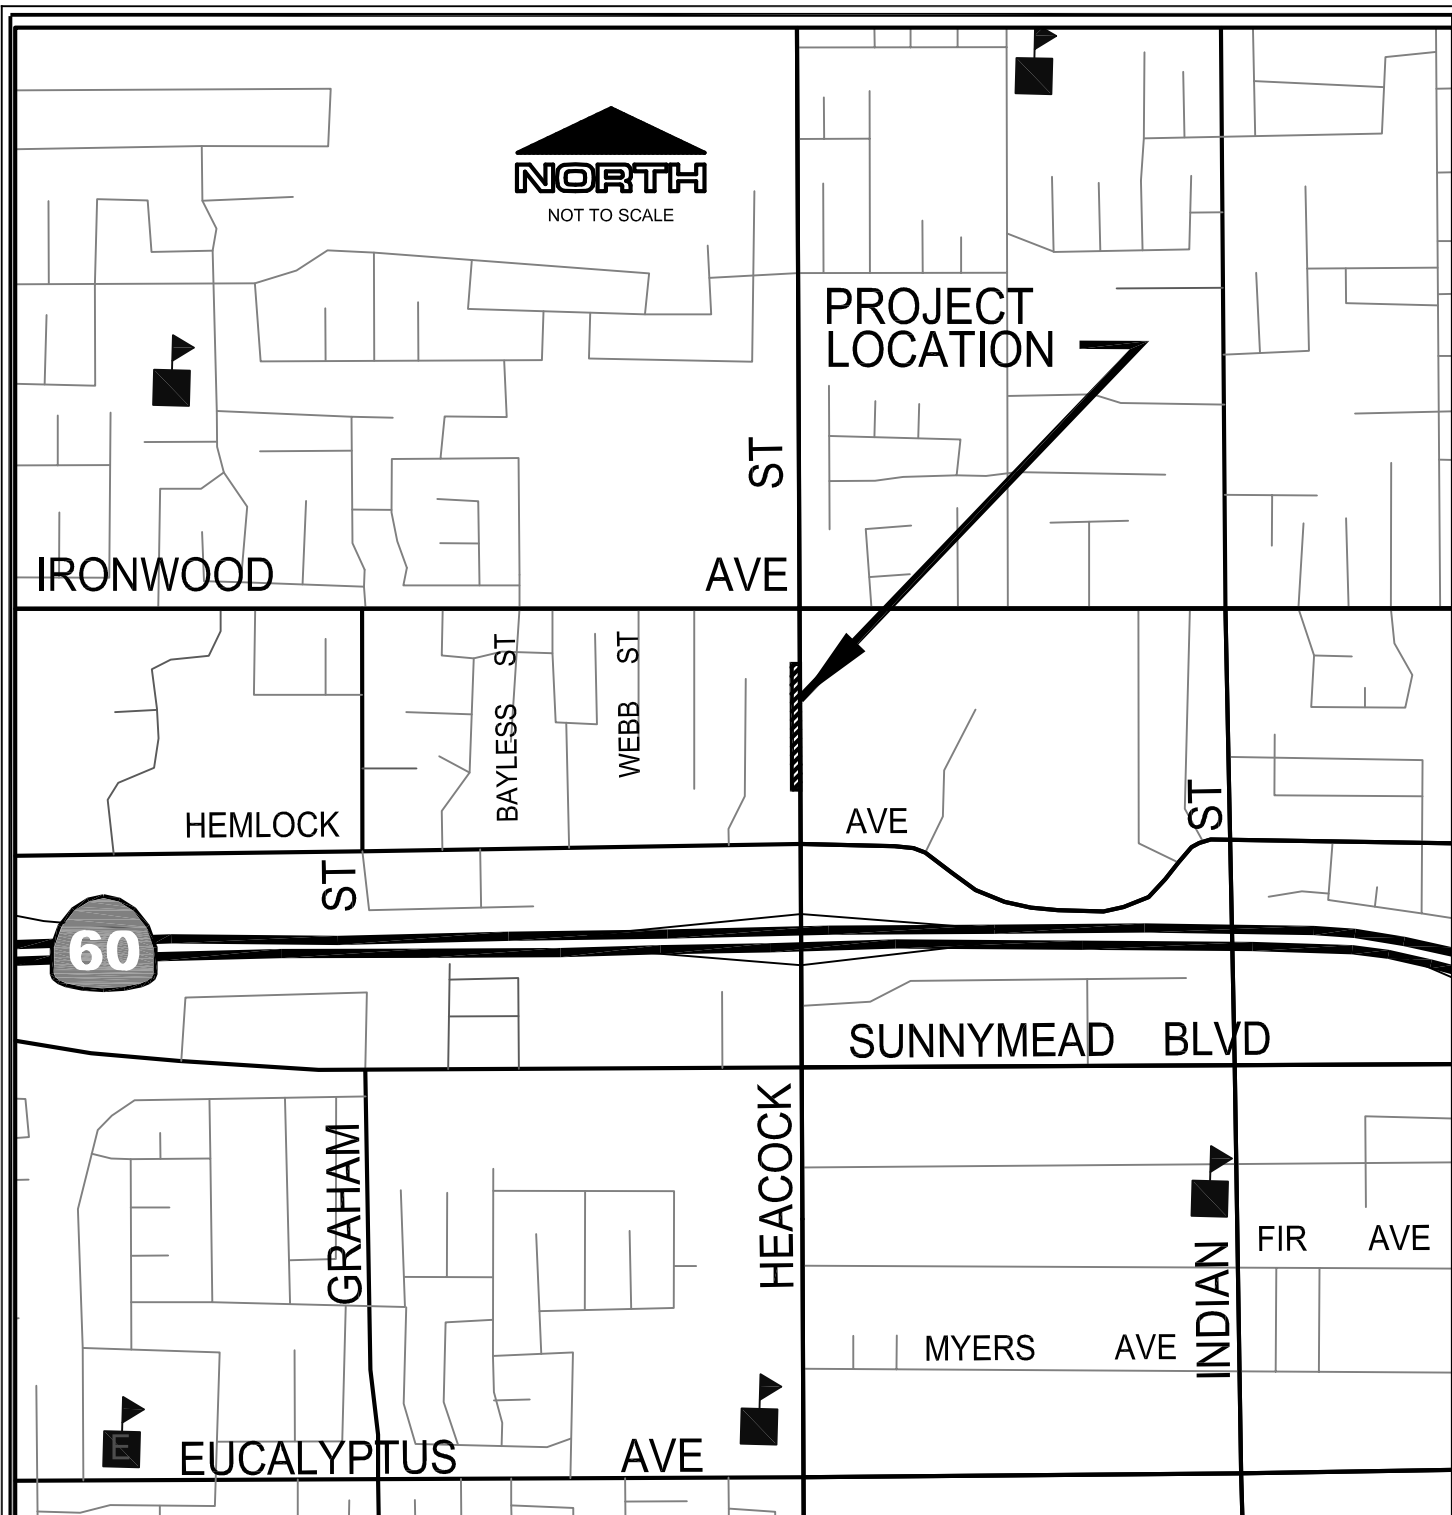 NORTH
NOT TO SCALE
PROJECT
LOCATION
ST
IRONWOOD AVE
BAYLESS ST
WEBB ST
HEMLOCK AVE
ST
ST
60
SUNNYMEAD BLVD
GRAHAM
HEACOCK
INDIAN
FIR AVE
MYERS AVE
E
EUCALYPTUS AVE